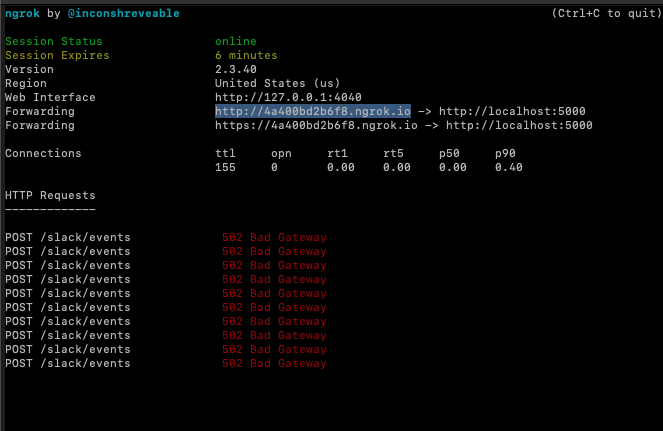 ngrok by @inconshreveable (Ctrl+C to quit)
Session Status online
Session Expires 6 minutes
Version 2.3.40
Region United States (us)
Web Interface http://127.0.0.1:4040
Forwarding http://4a400bd2b6f8.ngrok.io -> http://localhost:5000
Forwarding https://4a400bd2b6f8.ngrok.io -> http://localhost:5000
Connections ttl opn rt1 rt5 p50 p90
155 0 0.00 0.00 0.00 0.40
HTTP Requests
-------------
POST /slack/events 502 Bad Gateway
POST /slack/events 502 Bad Gateway
POST /slack/events 502 Bad Gateway
POST /slack/events 502 Bad Gateway
POST /slack/events 502 Bad Gateway
POST /slack/events 502 Bad Gateway
POST /slack/events 502 Bad Gateway
POST /slack/events 502 Bad Gateway
POST /slack/events 502 Bad Gateway
POST /slack/events 502 Bad Gateway